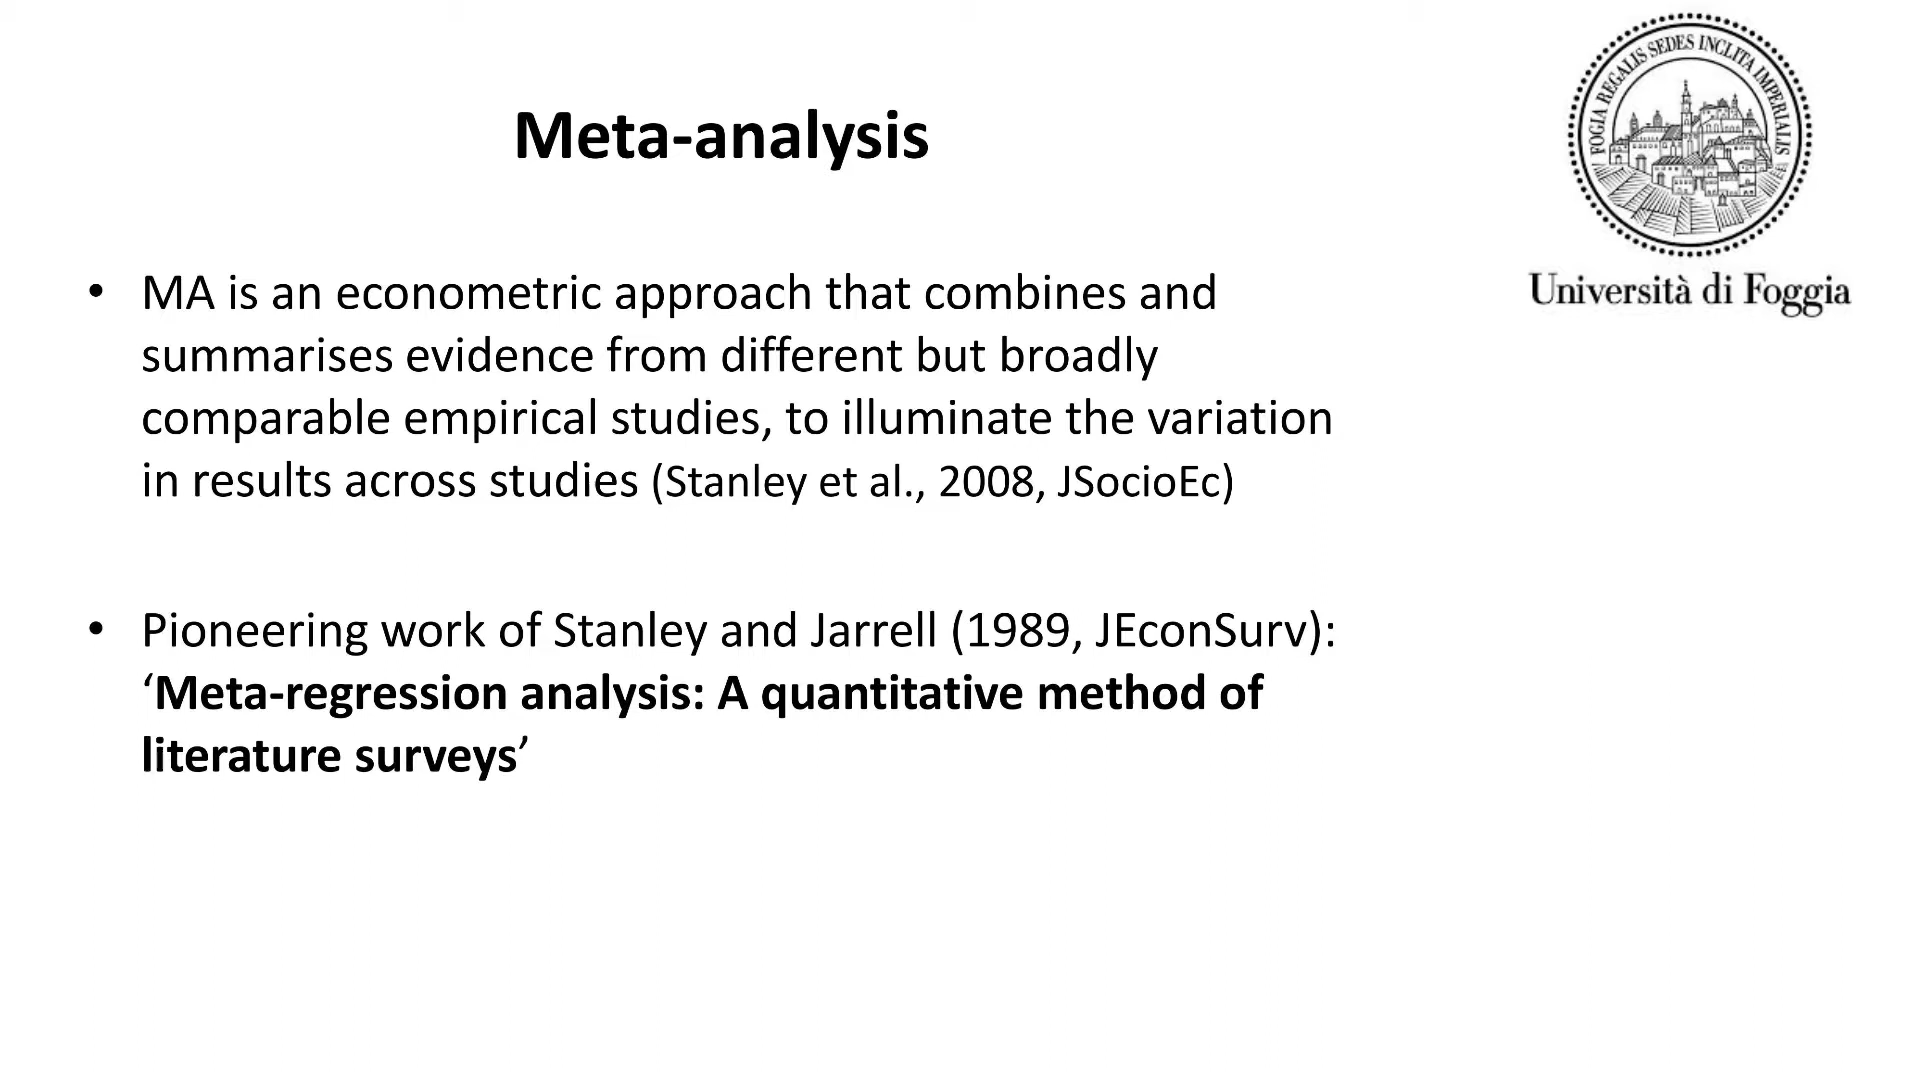 Meta-analysis
FOGIA REGALIS SEDES INCLITA IMPERIALIS
Università di Foggia
• MA is an econometric approach that combines and
summarises evidence from different but broadly
comparable empirical studies, to illuminate the variation
in results across studies (Stanley et al., 2008, JSocioEc)
• Pioneering work of Stanley and Jarrell (1989, JEconSurv):
‘Meta-regression analysis: A quantitative method of
literature surveys’